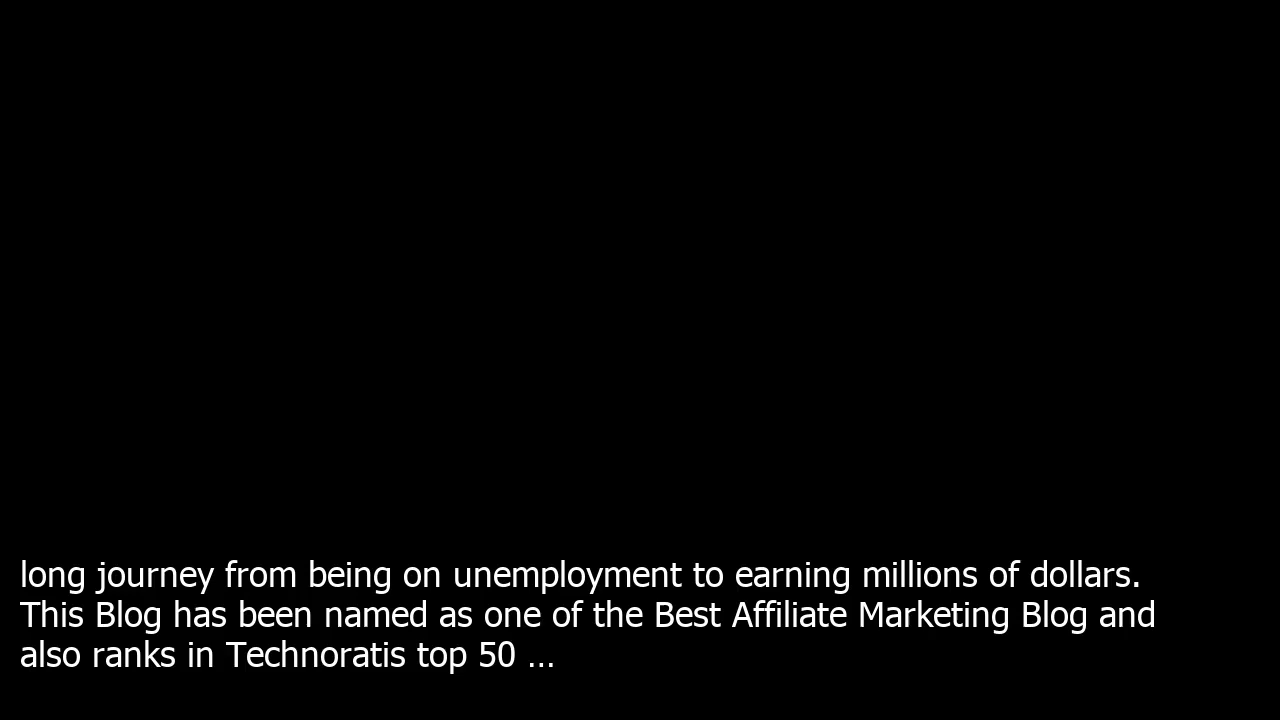 long journey from being on unemployment to earning millions of dollars.
This Blog has been named as one of the Best Affiliate Marketing Blog and
also ranks in Technoratis top 50 ...